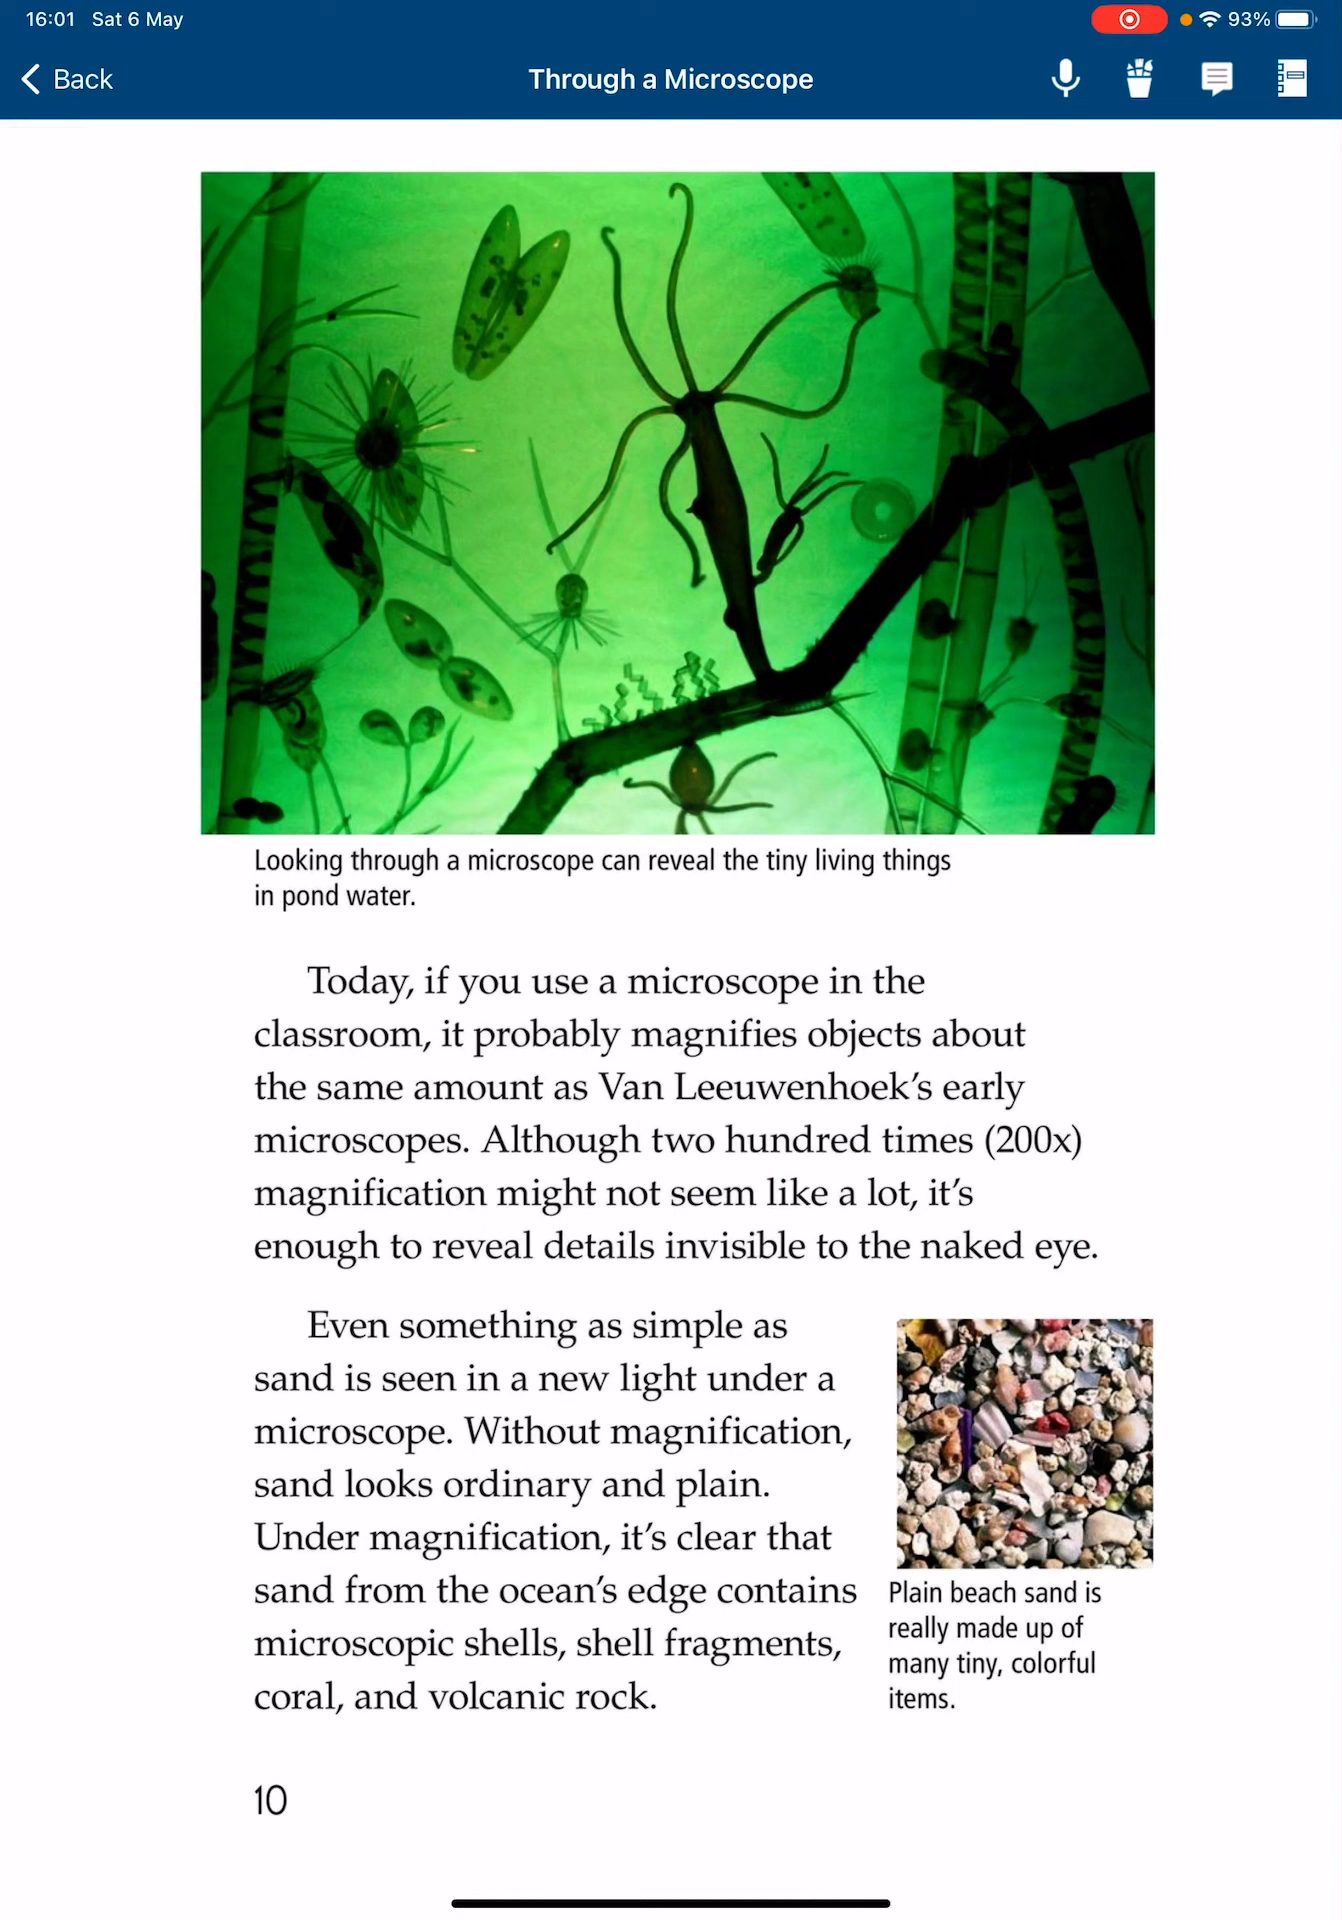 16:01 Sat 6 May
93%
Back
Through a Microscope
Looking through a microscope can reveal the tiny living things
in pond water.
Today, if you use a microscope in the
classroom, it probably magnifies objects about
the same amount as Van Leeuwenhoek’s early
microscopes. Although two hundred times (200x)
magnification might not seem like a lot, it’s
enough to reveal details invisible to the naked eye.
Even something as simple as
sand is seen in a new light under a
microscope. Without magnification,
sand looks ordinary and plain.
Under magnification, it’s clear that
sand from the ocean’s edge contains
microscopic shells, shell fragments,
coral, and volcanic rock.
Plain beach sand is
really made up of
many tiny, colorful
items.
10